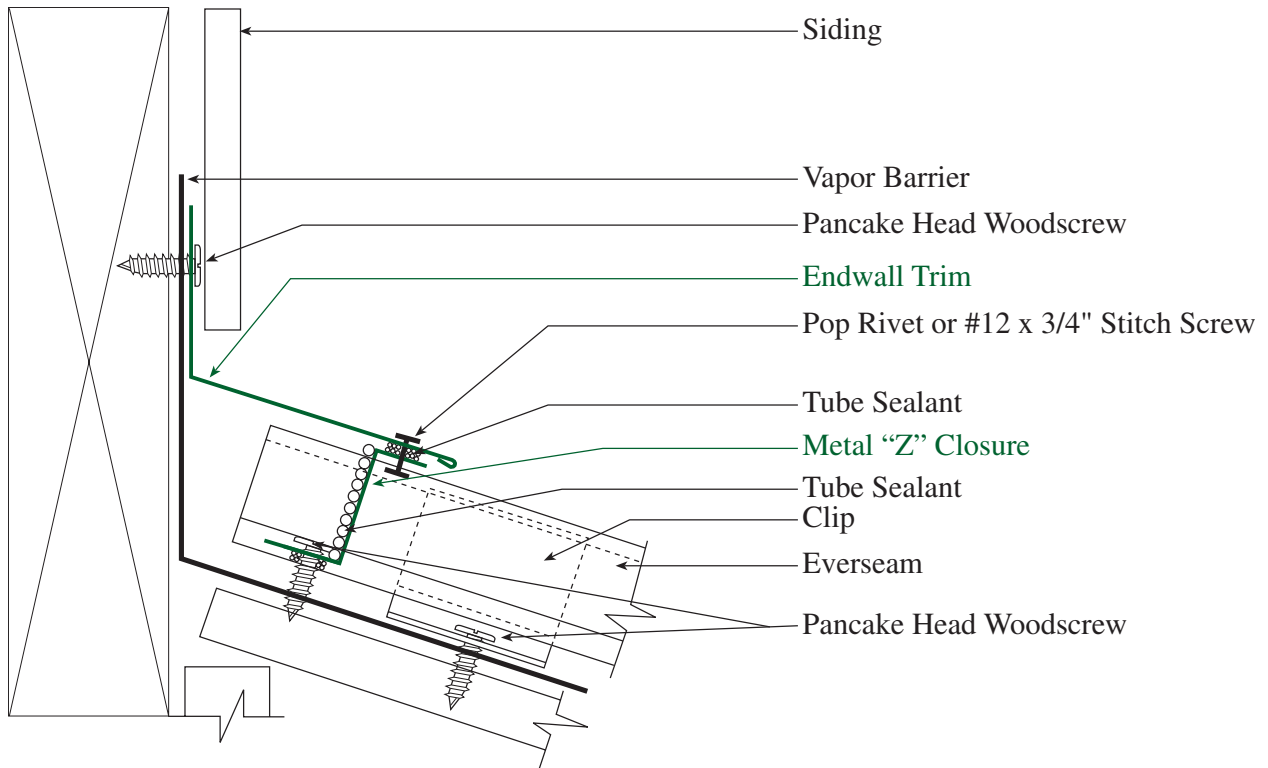 Siding
Vapor Barrier
Pancake Head Woodscrew
Endwall Trim
Pop Rivet or #12 x 3/4" Stitch Screw
Tube Sealant
Metal “Z” Closure
Tube Sealant
Clip
Everseam
Pancake Head Woodscrew